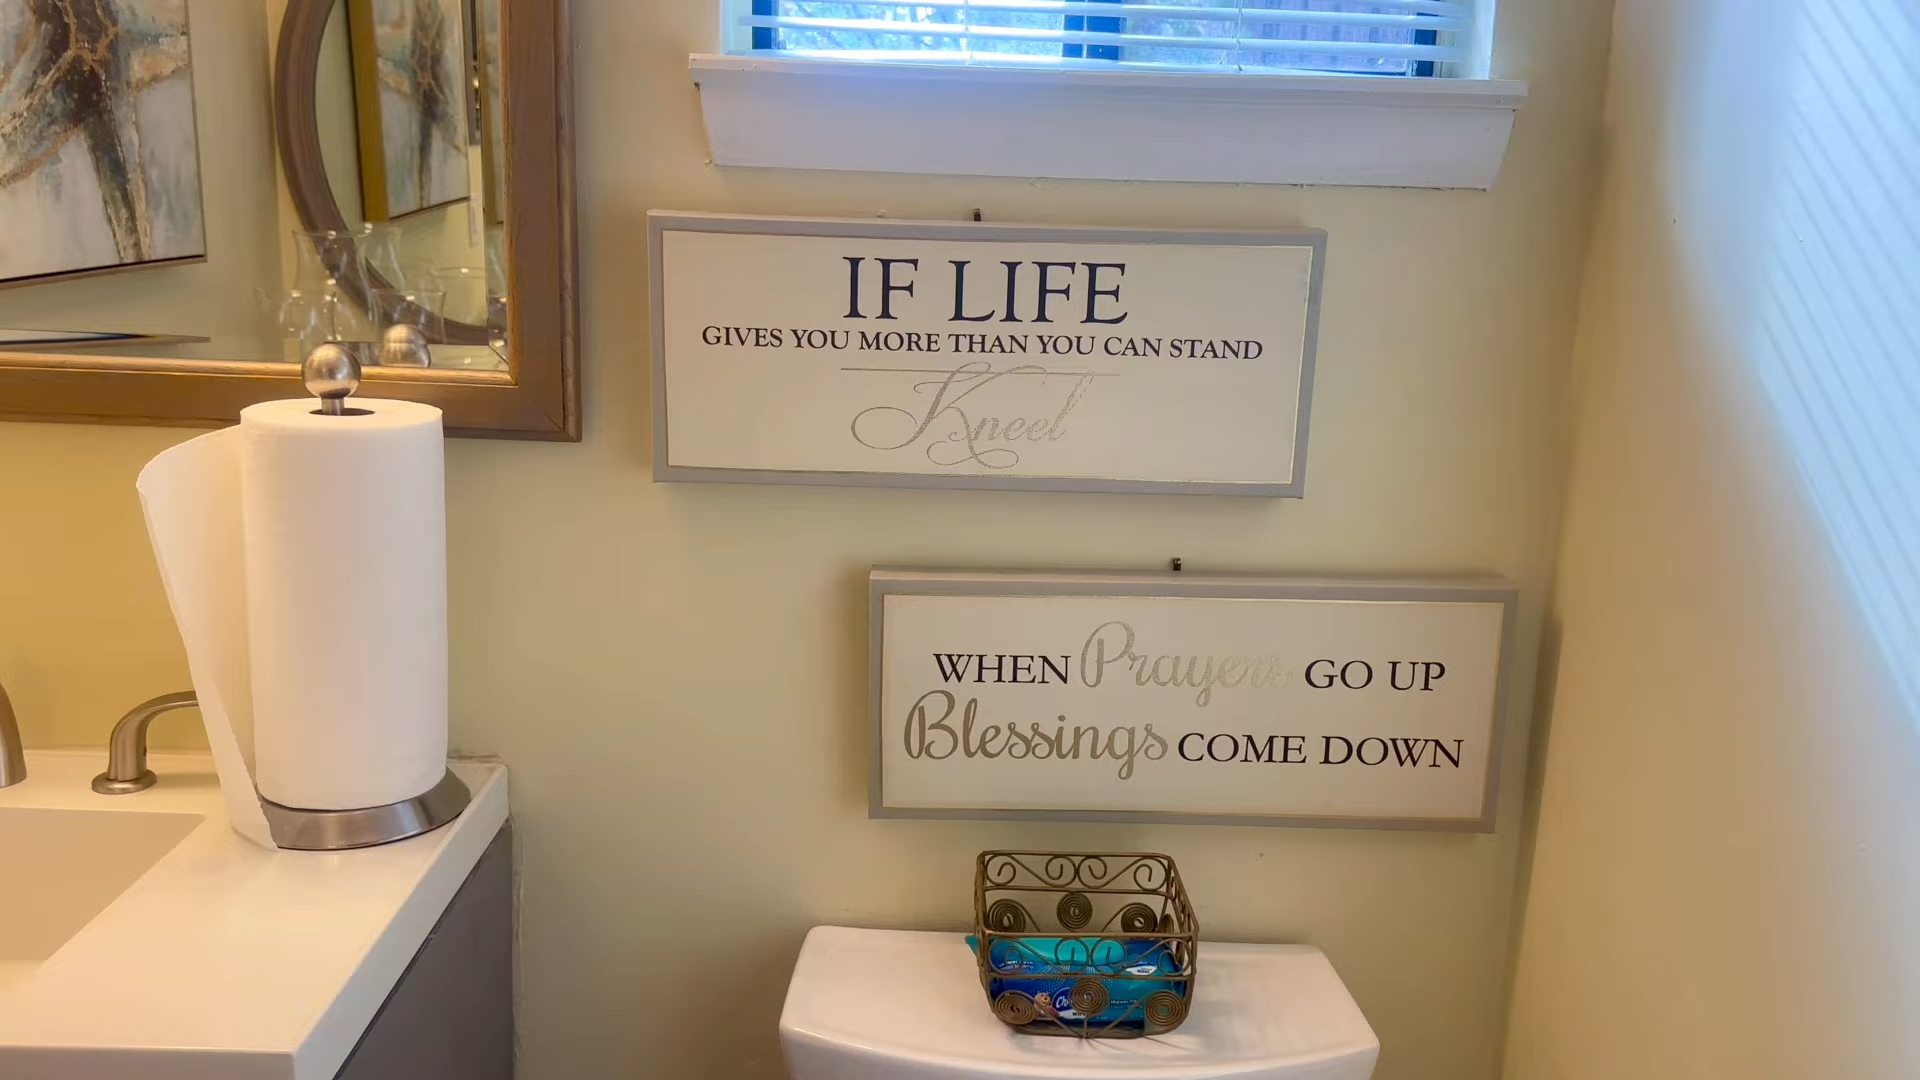 IF LIFE
GIVES YOU MORE THAN YOU CAN STAND
Kneel
WHEN Prayers GO UP
Blessings COME DOWN